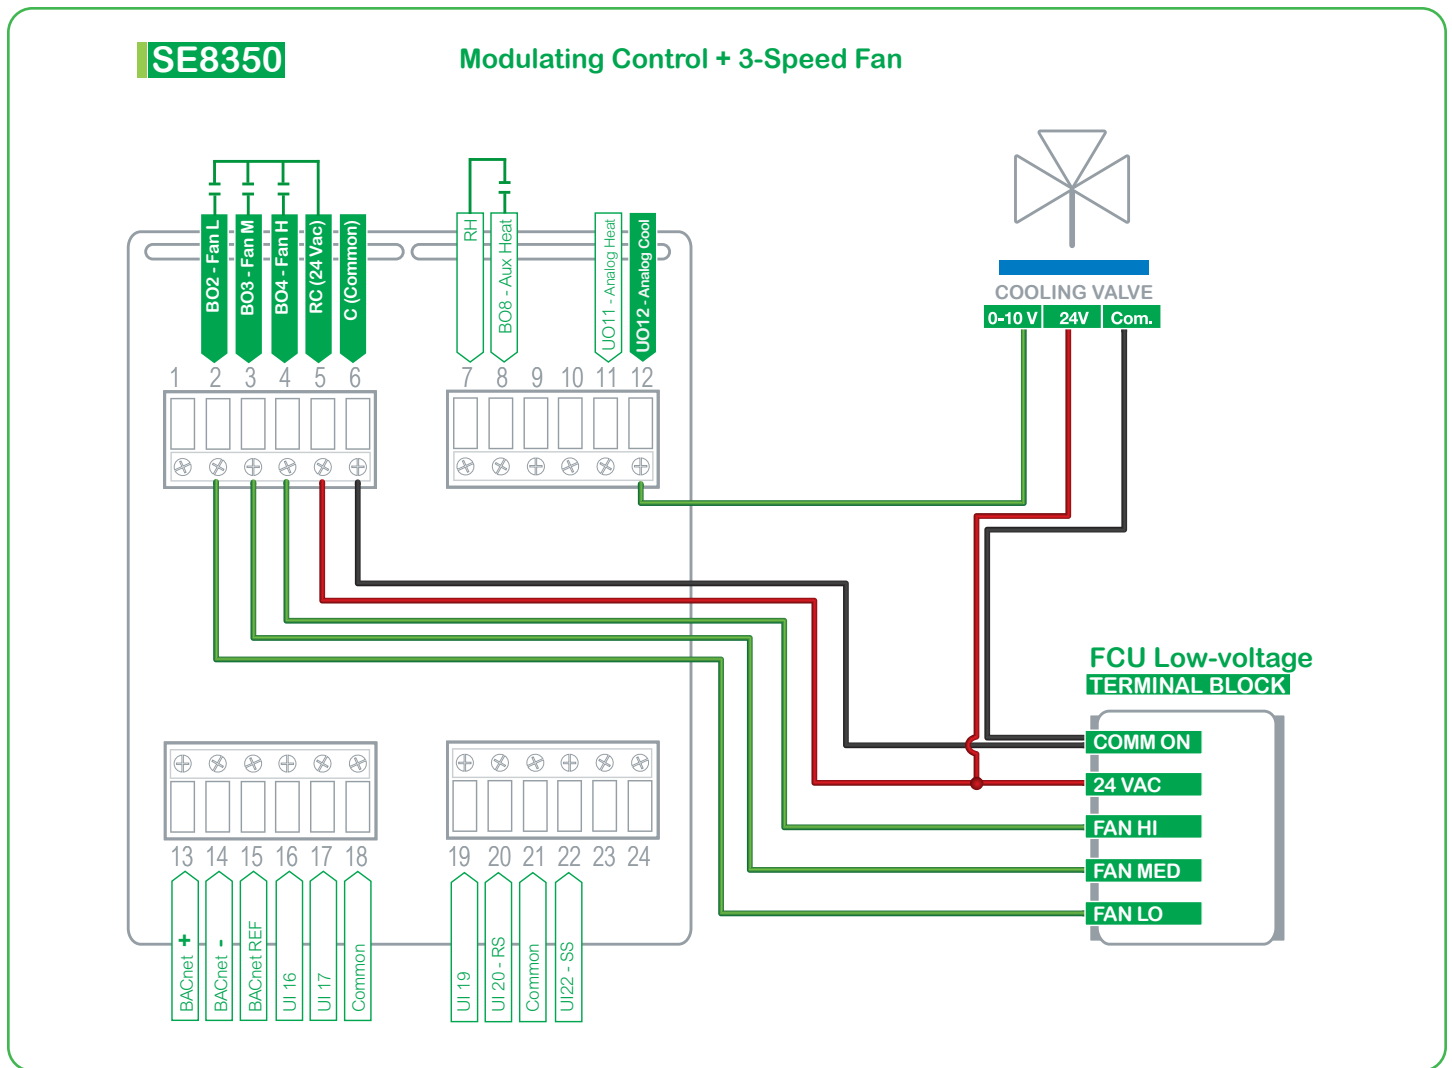 SE8350
Modulating Control + 3-Speed Fan
BO2 - Fan L
BO3 - Fan M
BO4 - Fan H
RC (24 Vac)
C (Common)
RH
BO8 - Aux Heat
UO11 - Analog Heat
UO12 - Analog Cool
1 2 3 4 5 6
7 8 9 10 11 12
COOLING VALVE
0-10 V 24V Com.
FCU Low-voltage
TERMINAL BLOCK
COMM ON
24 VAC
FAN HI
FAN MED
FAN LO
13 14 15 16 17 18
19 20 21 22 23 24
BACnet +
BACnet -
BACnet REF
UI 16
UI 17
Common
UI 19
UI 20 - RS
Common
UI22 - SS